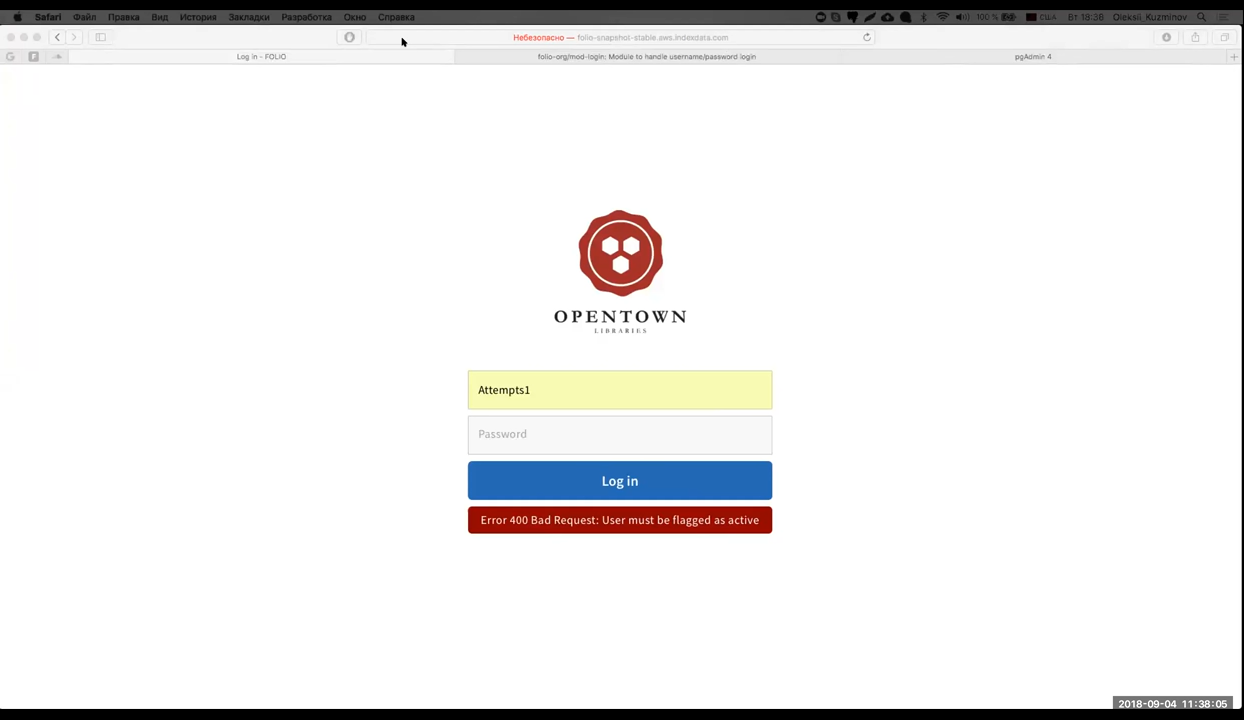 Safari Файл Правка Вид История Закладки Разработка Окно Справка 100 % США Вт 18:38 Oleksii_Kuzminov
Небезопасно — folio-snapshot-stable.aws.indexdata.com
G F Log in - FOLIO folio-org/mod-login: Module to handle username/password login pgAdmin 4
OPENTOWN
LIBRARIES
Attempts1
Password
Log in
Error 400 Bad Request: User must be flagged as active
2018-09-04 11:38:05